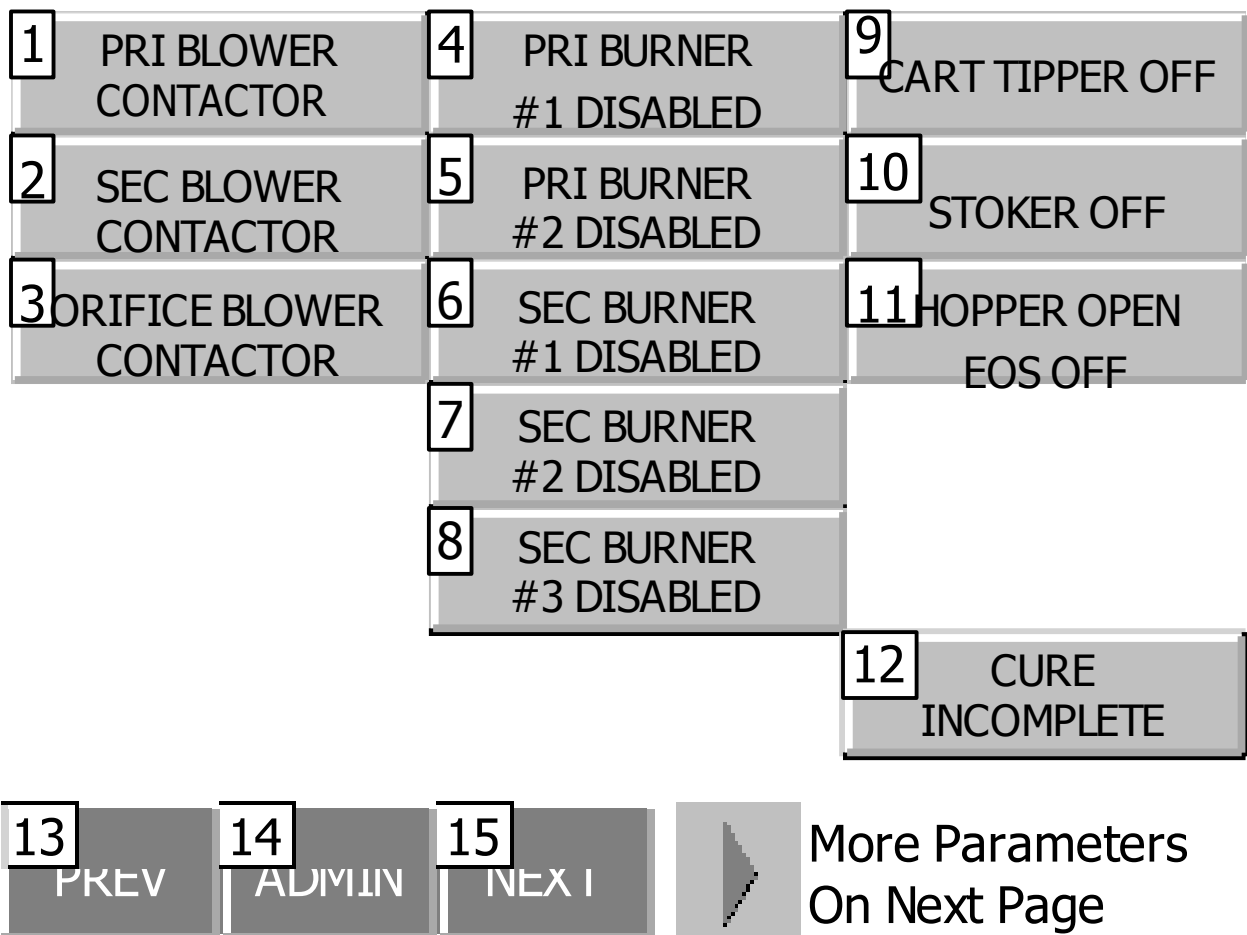 1
PRI BLOWER
CONTACTOR
2
SEC BLOWER
CONTACTOR
3
ORIFICE BLOWER
CONTACTOR
4
PRI BURNER
#1 DISABLED
5
PRI BURNER
#2 DISABLED
6
SEC BURNER
#1 DISABLED
7
SEC BURNER
#2 DISABLED
8
SEC BURNER
#3 DISABLED
9
CART TIPPER OFF
10
STOKER OFF
11
HOPPER OPEN
EOS OFF
12
CURE
INCOMPLETE
13
PREV
14
ADMIN
15
NEXT
More Parameters
On Next Page